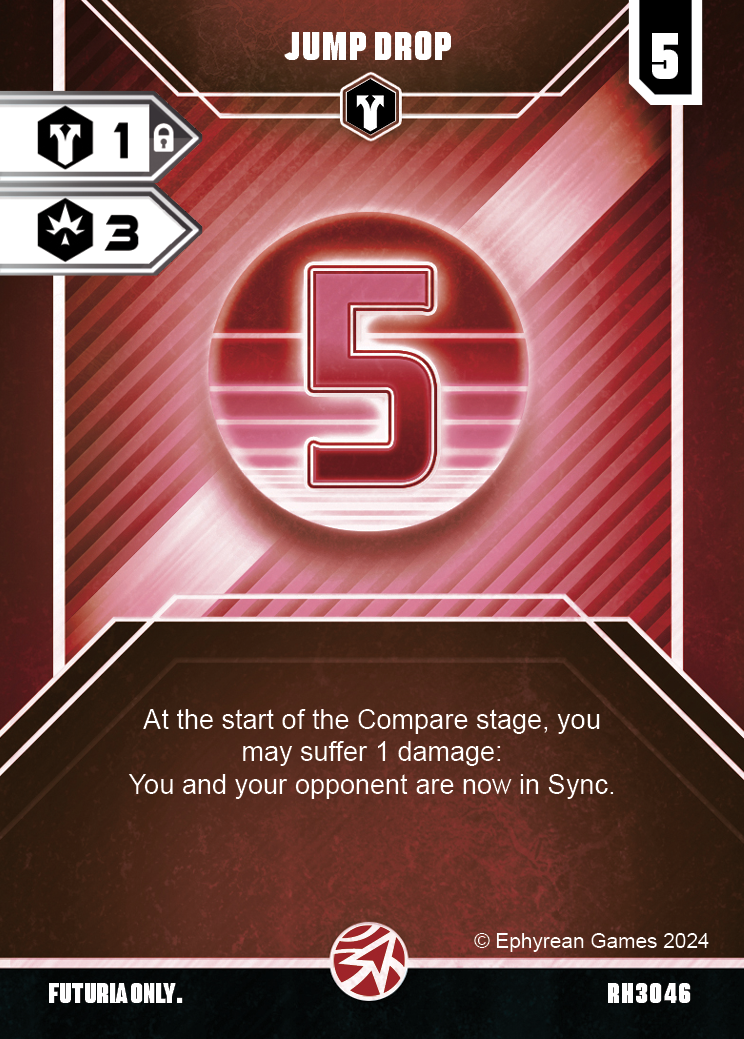 JUMP DROP
5
1
3
5
At the start of the Compare stage, you
may suffer 1 damage:
You and your opponent are now in Sync.
© Ephyrean Games 2024
FUTURIA ONLY.
RH3046